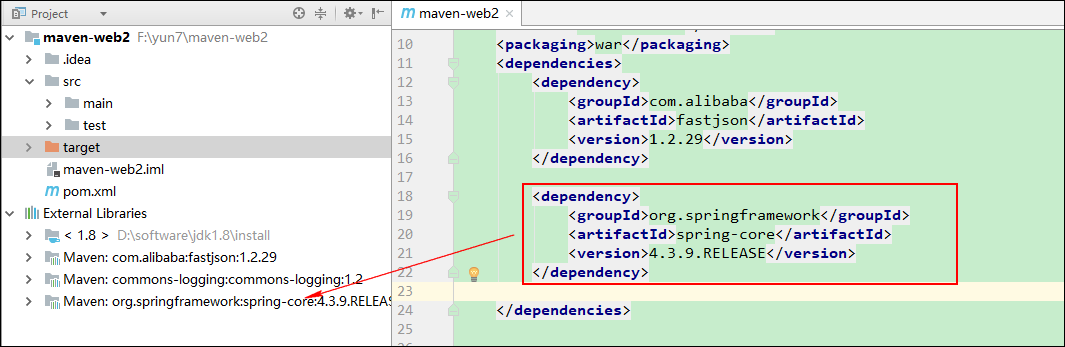 Project
maven-web2 F:\yun7\maven-web2
.idea
src
main
test
target
maven-web2.iml
pom.xml
External Libraries
< 1.8 > D:\software\jdk1.8\install
Maven: com.alibaba:fastjson:1.2.29
Maven: commons-logging:commons-logging:1.2
Maven: org.springframework:spring-core:4.3.9.RELEAS
maven-web2
10 <packaging>war</packaging>
11 <dependencies>
12 <dependency>
13 <groupId>com.alibaba</groupId>
14 <artifactId>fastjson</artifactId>
15 <version>1.2.29</version>
16 </dependency>
17
18 <dependency>
19 <groupId>org.springframework</groupId>
20 <artifactId>spring-core</artifactId>
21 <version>4.3.9.RELEASE</version>
22 </dependency>
23
24 </dependencies>
25
26